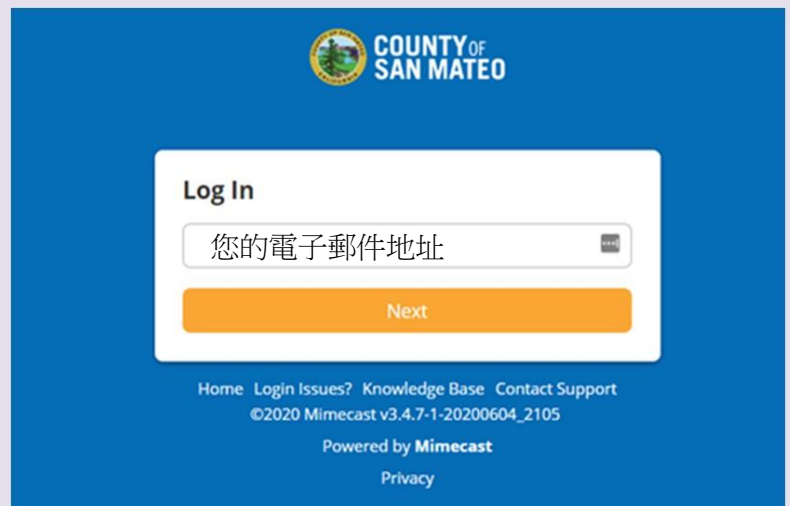 COUNTY OF
SAN MATEO
Log In
您的電子郵件地址
Next
Home Login Issues? Knowledge Base Contact Support
©2020 Mimecast v3.4.7-1-20200604_2105
Powered by Mimecast
Privacy